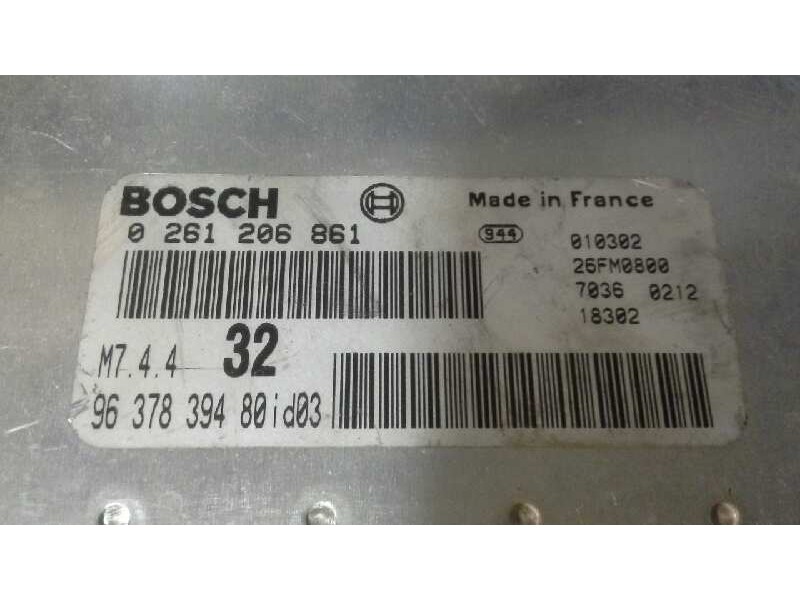 BOSCH
Made in France
0 261 206 861
944
010302
26FM0800
7036 0212
18302
M7.4.4
32
96 378 394 80id03